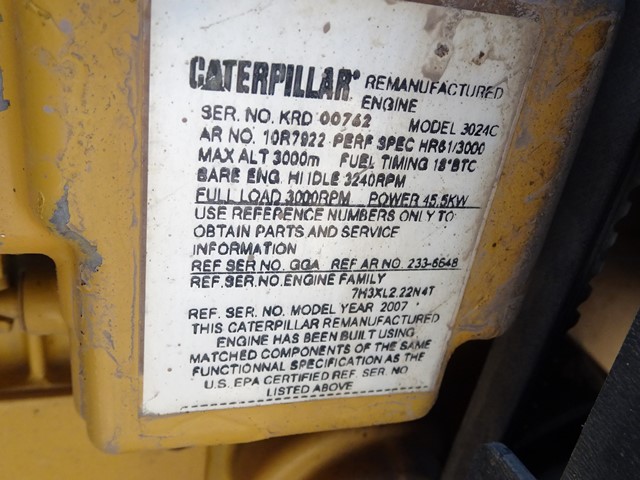 CATERPILLAR® REMANUFACTURED
ENGINE
SER. NO. KRD 00762 MODEL 3024C
AR NO. 10R7922 PERF SPEC HR61/3000
MAX ALT 3000m FUEL TIMING 18°BTC
BARE ENG. HI IDLE 3240RPM
FULL LOAD 3000RPM POWER 45.5KW
USE REFERENCE NUMBERS ONLY TO
OBTAIN PARTS AND SERVICE
INFORMATION
REF SER NO. GGA REF AR NO. 233-6648
REF.SER.NO.ENGINE FAMILY
7H3XL2.22N4T
REF. SER. NO. MODEL YEAR 2007
THIS CATERPILLAR REMANUFACTURED
ENGINE HAS BEEN BUILT USING
MATCHED COMPONENTS OF THE SAME
FUNCTIONNAL SPECIFICATION AS THE
U.S. EPA CERTIFIED REF. SER. NO
LISTED ABOVE